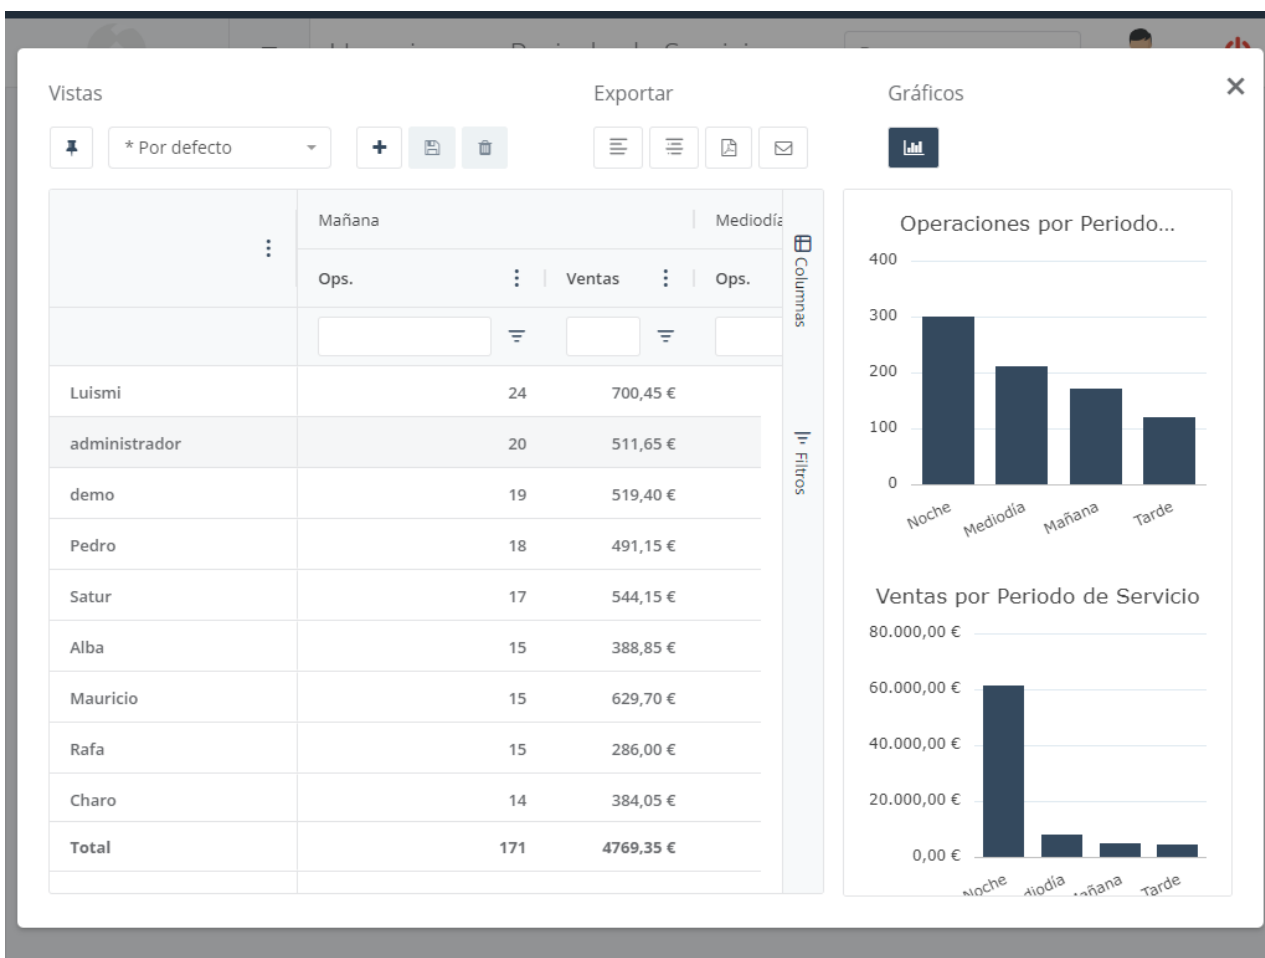 Vistas
Exportar
Gráficos
* Por defecto
Mañana
Mediodía
Ops.
Ventas
Ops.
Columnas
Filtros
Luismi 24 700,45 €
administrador 20 511,65 €
demo 19 519,40 €
Pedro 18 491,15 €
Satur 17 544,15 €
Alba 15 388,85 €
Mauricio 15 629,70 €
Rafa 15 286,00 €
Charo 14 384,05 €
Total 171 4769,35 €
Operaciones por Periodo...
400
300
200
100
0
Noche
Mediodía
Mañana
Tarde
Ventas por Periodo de Servicio
80.000,00 €
60.000,00 €
40.000,00 €
20.000,00 €
0,00 €
Noche
diodía
añana
Tarde